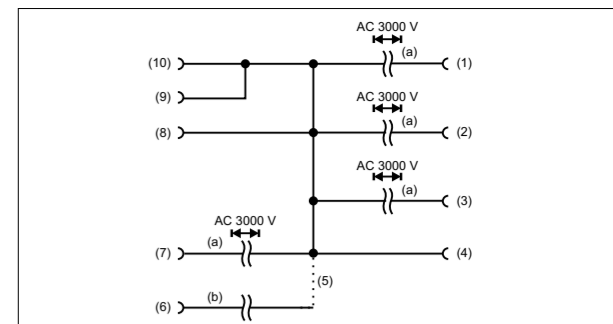 AC 3000 V
(10) (a) (1)
(9)
AC 3000 V
(8) (a) (2)
AC 3000 V
(a) (3)
AC 3000 V
(7) (a) (4)
(5)
(6) (b)